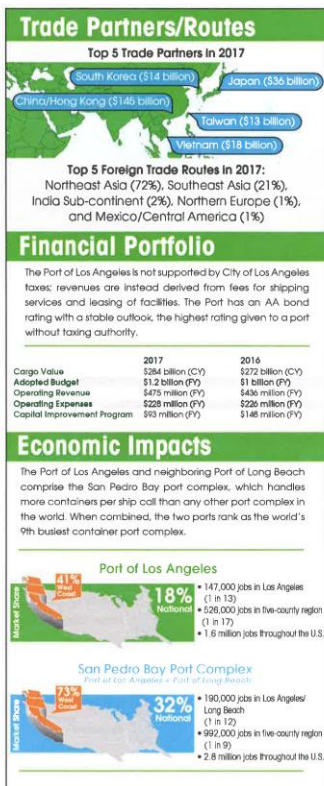 Trade Partners/Routes
Top 5 Trade Partners in 2017
South Korea ($14 billion)
Japan ($36 billion)
China/Hong Kong ($145 billion)
Taiwan ($13 billion)
Vietnam ($18 billion)
Top 5 Foreign Trade Routes in 2017:
Northeast Asia (72%), Southeast Asia (21%),
India Sub-continent (2%), Northern Europe (1%),
and Mexico/Central America (1%)
Financial Portfolio
The Port of Los Angeles is not supported by City of Los Angeles
taxes; revenues are instead derived from fees for shipping
services and leasing of facilities. The Port has an AA bond
rating with a stable outlook, the highest rating given to a port
without taxing authority.
2017 2016
Cargo Value $284 billion (CY) $272 billion (CY)
Adopted Budget $1.2 billion (FY) $1 billion (FY)
Operating Revenue $475 million (FY) $436 million (FY)
Operating Expenses $228 million (FY) $226 million (FY)
Capital Improvement Program $93 million (FY) $148 million (FY)
Economic Impacts
The Port of Los Angeles and neighboring Port of Long Beach
comprise the San Pedro Bay port complex, which handles
more containers per ship call than any other port complex in
the world. When combined, the two ports rank as the world's
9th busiest container port complex.
Port of Los Angeles
Market Share
41%
West
Coast
18%
National
• 147,000 jobs in Los Angeles
(1 in 13)
• 526,000 jobs in five-county region
(1 in 17)
• 1.6 million jobs throughout the U.S.
San Pedro Bay Port Complex
Port of Los Angeles + Port of Long Beach
Market Share
73%
West
Coast
32%
National
• 190,000 jobs in Los Angeles/
Long Beach
(1 in 12)
• 992,000 jobs in five-county region
(1 in 9)
• 2.8 million jobs throughout the U.S.